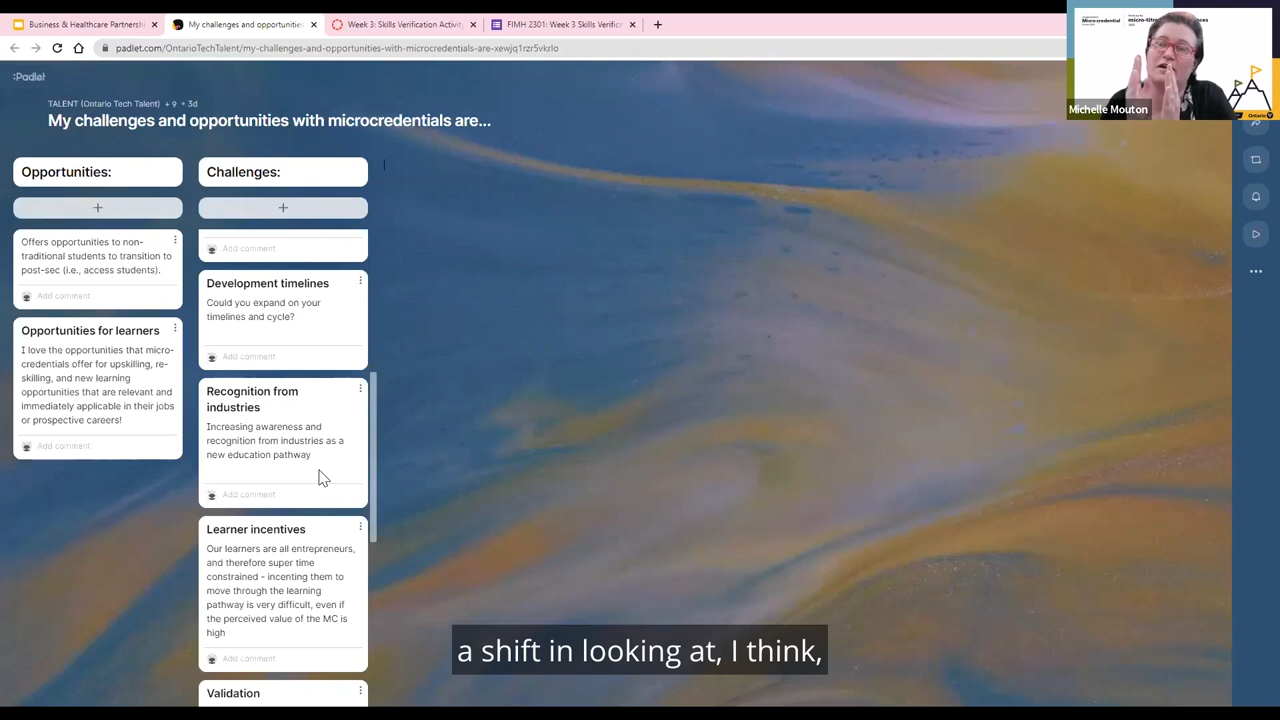 Business & Healthcare Partnersh
My challenges and opportunities
Week 3: Skills Verification Activity
FIMH 2301: Week 3 Skills Verific
padlet.com/OntarioTechTalent/my-challenges-and-opportunities-with-microcredentials-are-xewjq1rzr5vkrlo
:Padlet
TALENT (Ontario Tech Talent) + 9 • 3d
My challenges and opportunities with microcredentials are...
Opportunities:
+
Offers opportunities to non-
traditional students to transition to
post-sec (i.e., access students).
Add comment
Opportunities for learners
I love the opportunities that micro-
credentials offer for upskilling, re-
skilling, and new learning
opportunities that are relevant and
immediately applicable in their jobs
or prospective careers!
Add comment
Challenges:
+
Add comment
Development timelines
Could you expand on your
timelines and cycle?
Add comment
Recognition from
industries
Increasing awareness and
recognition from industries as a
new education pathway
Add comment
Learner incentives
Our learners are all entrepreneurs,
and therefore super time
constrained - incenting them to
move through the learning
pathway is very difficult, even if
the perceived value of the MC is
high
Add comment
Validation
Micro-credential
micro-titre
Michelle Mouton
Ontario
a shift in looking at, I think,